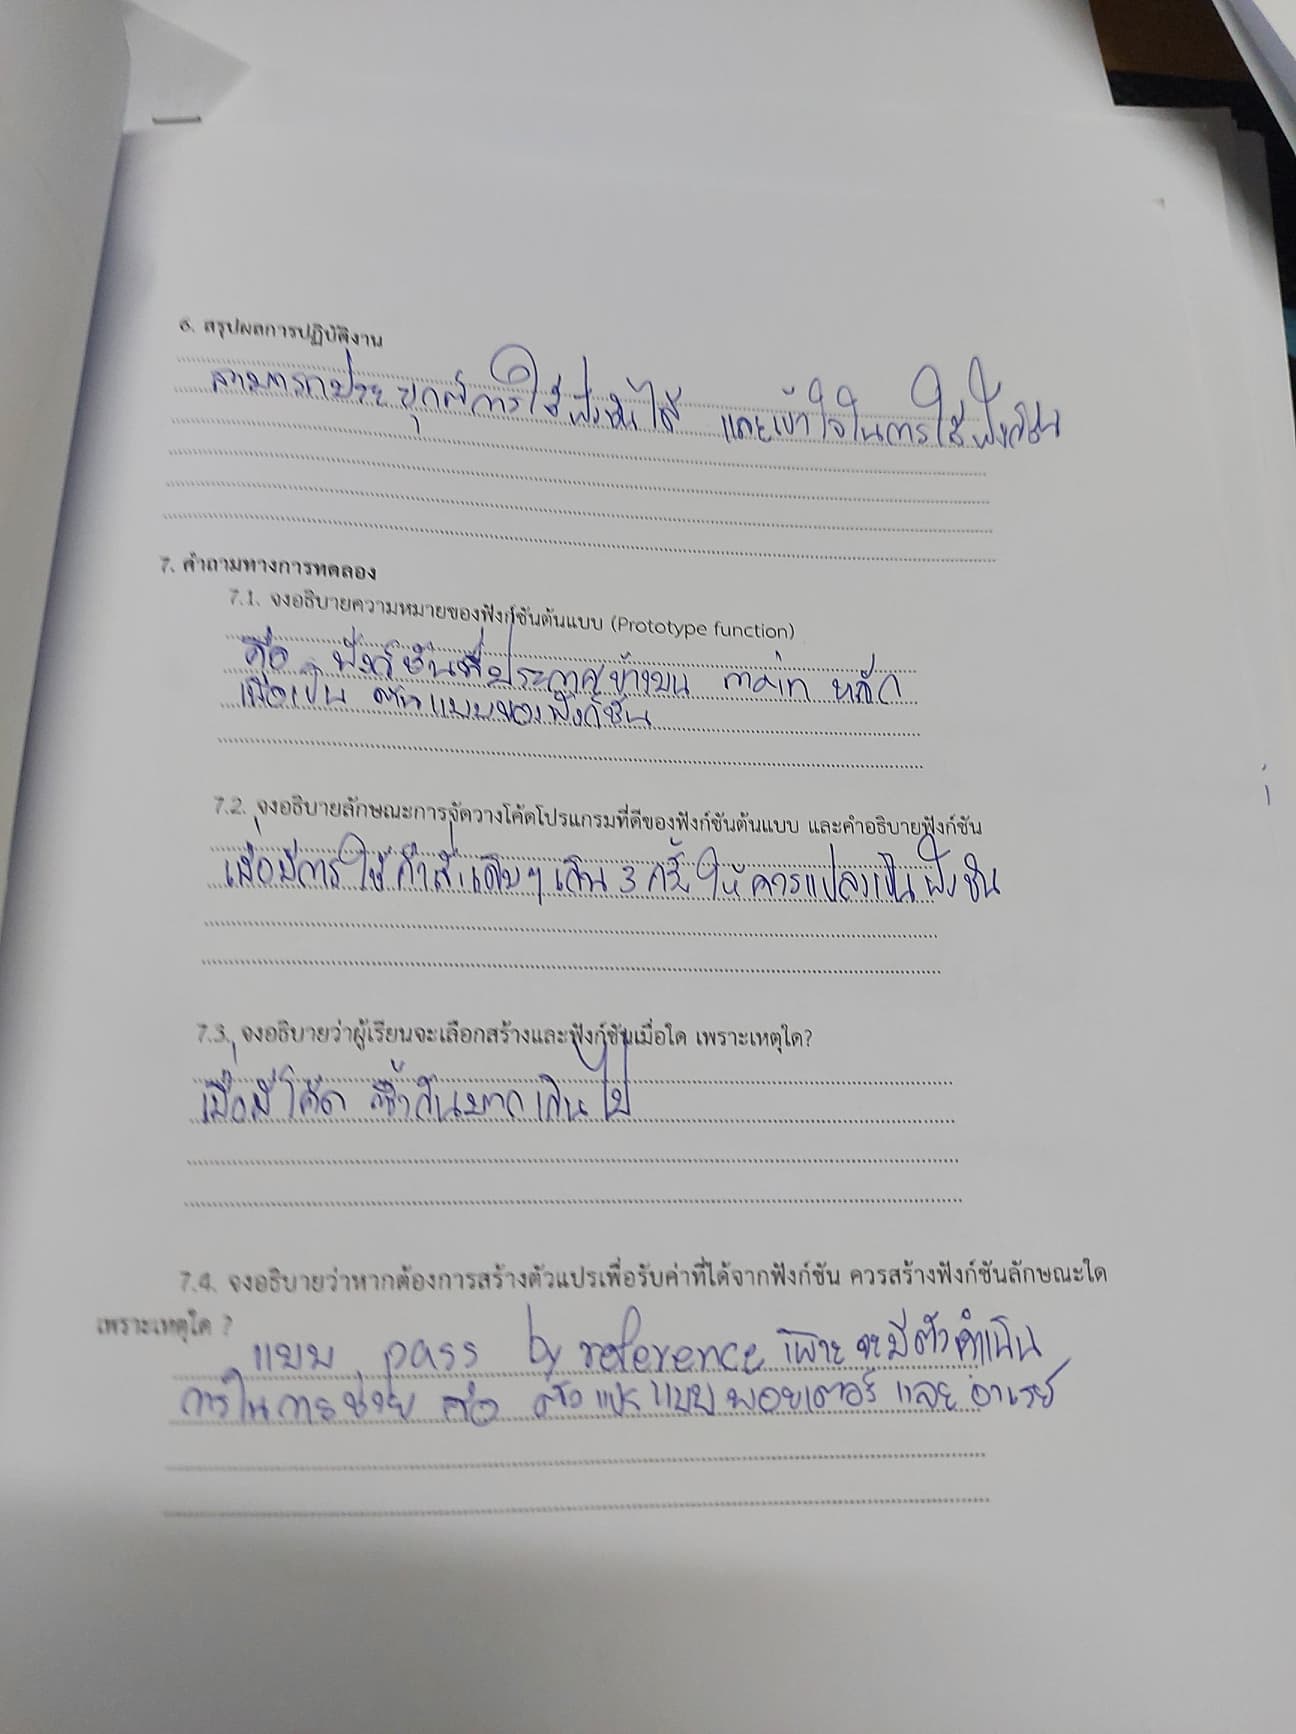 6. สรุปผลการปฏิบัติงาน
สามารถประยุกต์การใช้ฟังชันได้ และเข้าใจในการใช้ฟังก์ชัน
7. คำถามทางการทดลอง
7.1. จงอธิบายความหมายของฟังก์ชันต้นแบบ (Prototype function)
คือ ฟังก์ชันที่ประกาศข้างบน main หลัก
เพื่อเป็น ต้นแบบของฟังก์ชัน
7.2. จงอธิบายลักษณะการจัดวางโค้ดโปรแกรมที่ดีของฟังก์ชันต้นแบบ และคำอธิบายฟังก์ชัน
เมื่อมีการใช้คำสั่งเดิมๆ เกิน 3 ครั้ง ให้ควรแปลงเป็นฟังชัน
7.3. จงอธิบายว่าผู้เรียนจะเลือกสร้างและฟังก์ชันเมื่อใด เพราะเหตุใด?
เมื่อมีโค้ด ซ้ำกันมากเกินไป
7.4. จงอธิบายว่าหากต้องการสร้างตัวแปรเพื่อรับค่าที่ได้จากฟังก์ชัน ควรสร้างฟังก์ชันลักษณะใด
เพราะเหตุใด ?
แบบ pass by reference เพราะจะมีตัวดำเนิน
การในการช่วย คือ ตัวแปรแบบพอยเตอร์ และ อาเรย์